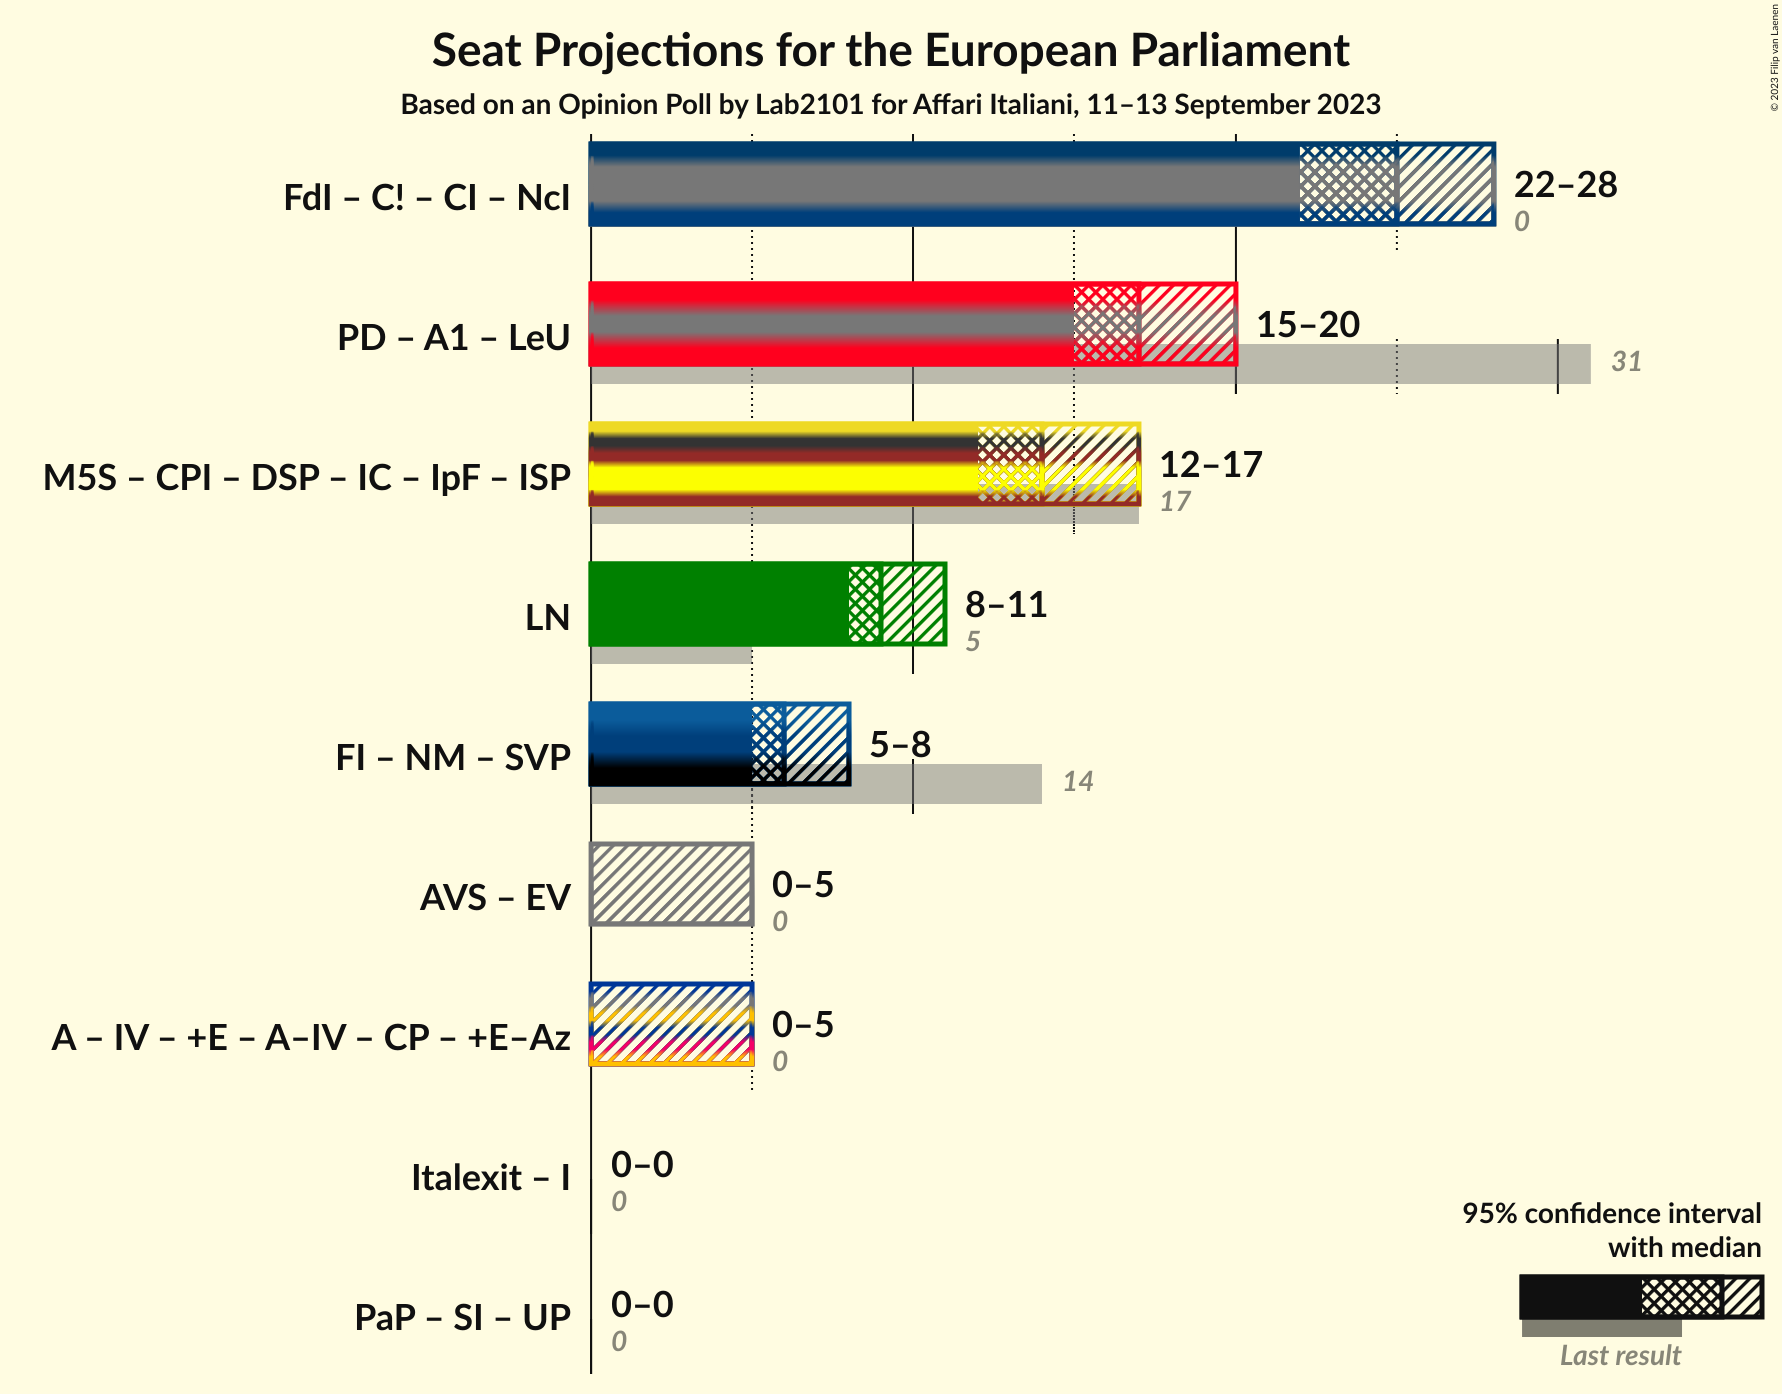 Seat Projections for the European Parliament
Based on an Opinion Poll by Lab2101 for Affari Italiani, 11–13 September 2023
© 2023 Filip van Laenen
FdI – C! – CI – NcI
22–28
0
PD – A1 – LeU
15–20
31
M5S – CPI – DSP – IC – IpF – ISP
12–17
17
LN
8–11
5
FI – NM – SVP
5–8
14
AVS – EV
0–5
0
A – IV – +E – A–IV – CP – +E–Az
0–5
0
Italexit – I
0–0
0
PaP – SI – UP
0–0
0
95% confidence interval
with median
Last result